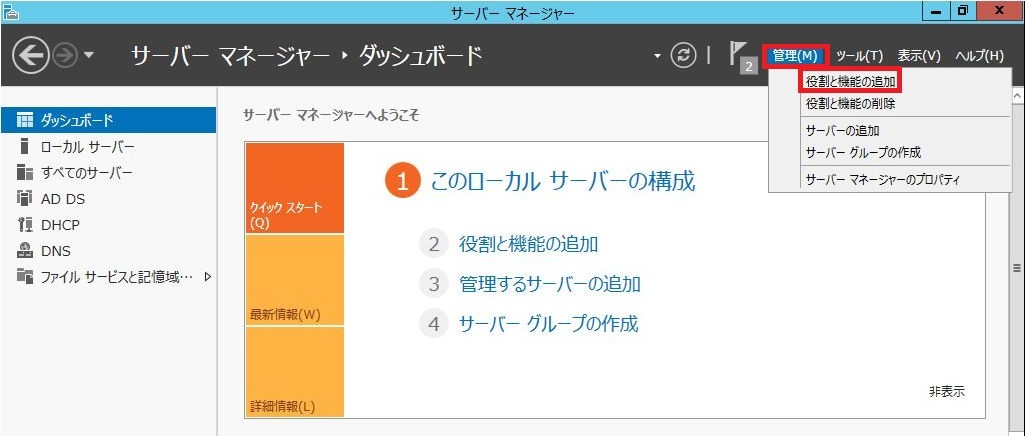 サーバー マネージャー
サーバー マネージャー ・ ダッシュボード
2
管理(M) ツール(T) 表示(V) ヘルプ(H)
役割と機能の追加
役割と機能の削除
サーバーの追加
サーバー グループの作成
サーバー マネージャーのプロパティ
ダッシュボード
ローカル サーバー
すべてのサーバー
AD DS
DHCP
DNS
ファイル サービスと記憶域…
サーバー マネージャーへようこそ
クイック スタート
(Q)
最新情報(W)
詳細情報(L)
1 このローカル サーバーの構成
2 役割と機能の追加
3 管理するサーバーの追加
4 サーバー グループの作成
非表示